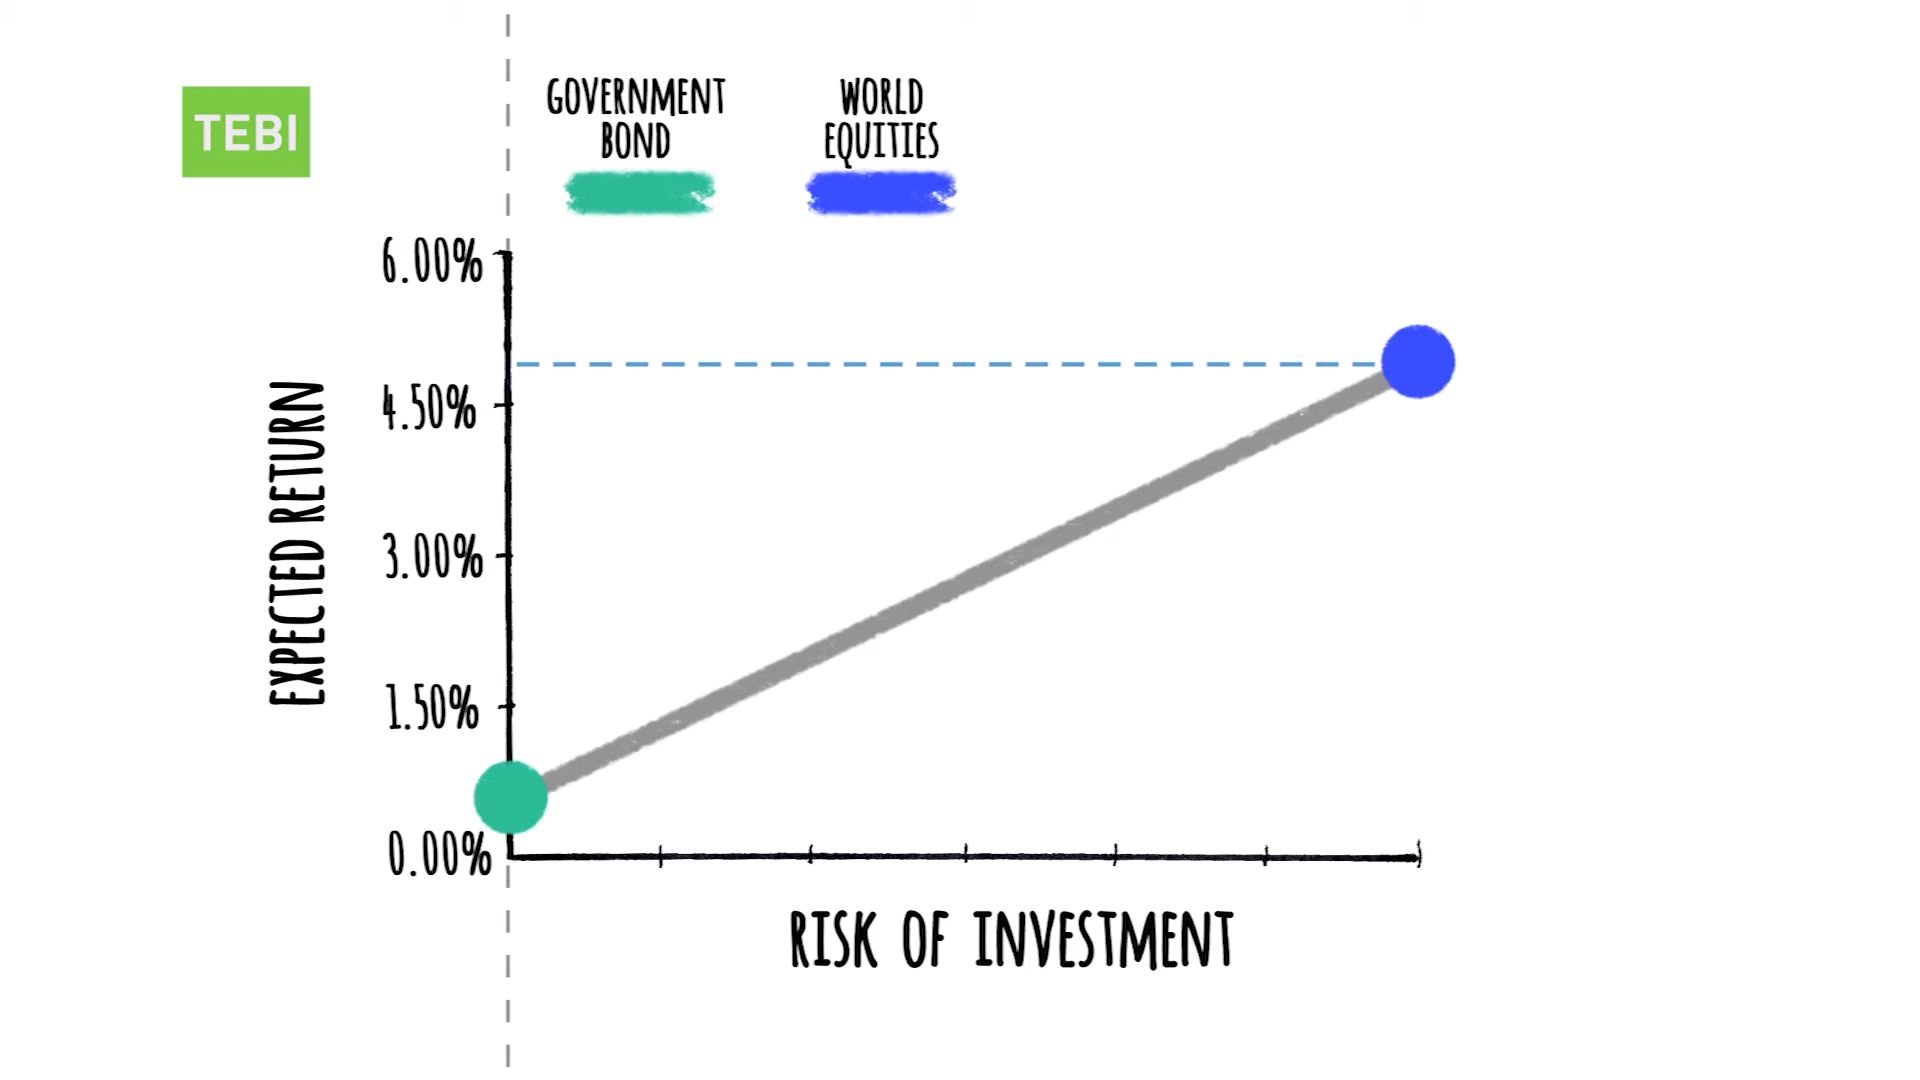 TEBI
GOVERNMENT
BOND
WORLD
EQUITIES
6.00%
4.50%
3.00%
1.50%
0.00%
EXPECTED RETURN
RISK OF INVESTMENT